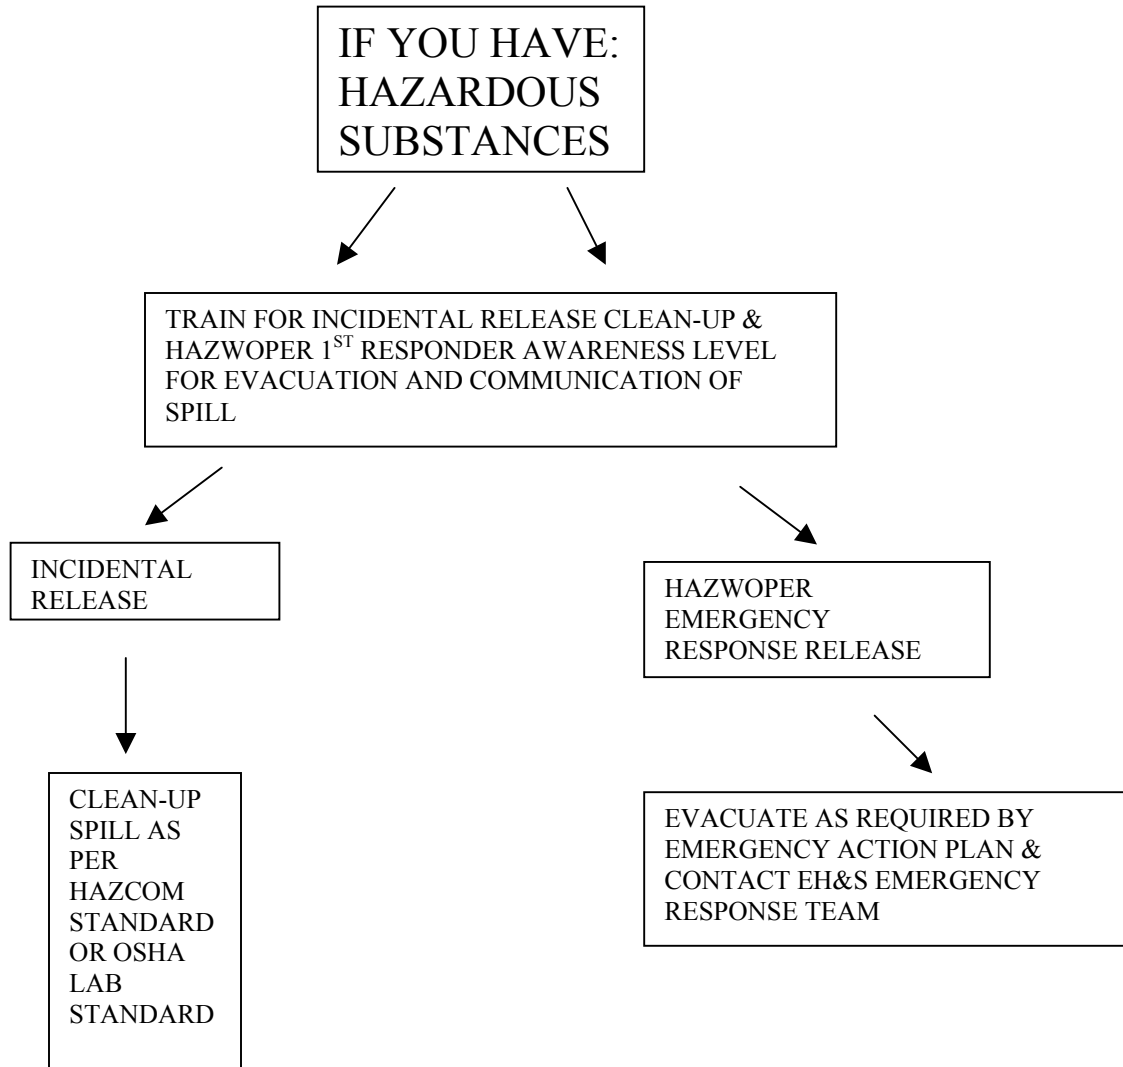 IF YOU HAVE:
HAZARDOUS
SUBSTANCES
TRAIN FOR INCIDENTAL RELEASE CLEAN-UP &
HAZWOPER 1ST RESPONDER AWARENESS LEVEL
FOR EVACUATION AND COMMUNICATION OF
SPILL
INCIDENTAL
RELEASE
HAZWOPER
EMERGENCY
RESPONSE RELEASE
CLEAN-UP
SPILL AS
PER
HAZCOM
STANDARD
OR OSHA
LAB
STANDARD
EVACUATE AS REQUIRED BY
EMERGENCY ACTION PLAN &
CONTACT EH&S EMERGENCY
RESPONSE TEAM